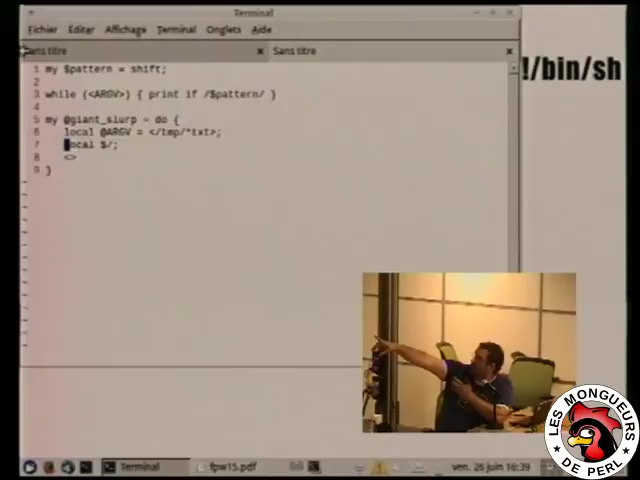 Terminal
Fichier Éditer Affichage Terminal Onglets Aide
Sans titre
Sans titre
!/bin/sh
1 my $pattern = shift;
2
3 while (<ARGV>) { print if /$pattern/ }
4
5 my @giant_slurp = do {
6 local @ARGV = </tmp/*txt>;
7 local $/;
8 <>
9 }
~
~
~
~
~
~
~
~
~
~
~
~
~
~
LES MONGUEURS
DE PERL
Terminal
fpw15.pdf
ven. 26 juin 16:39